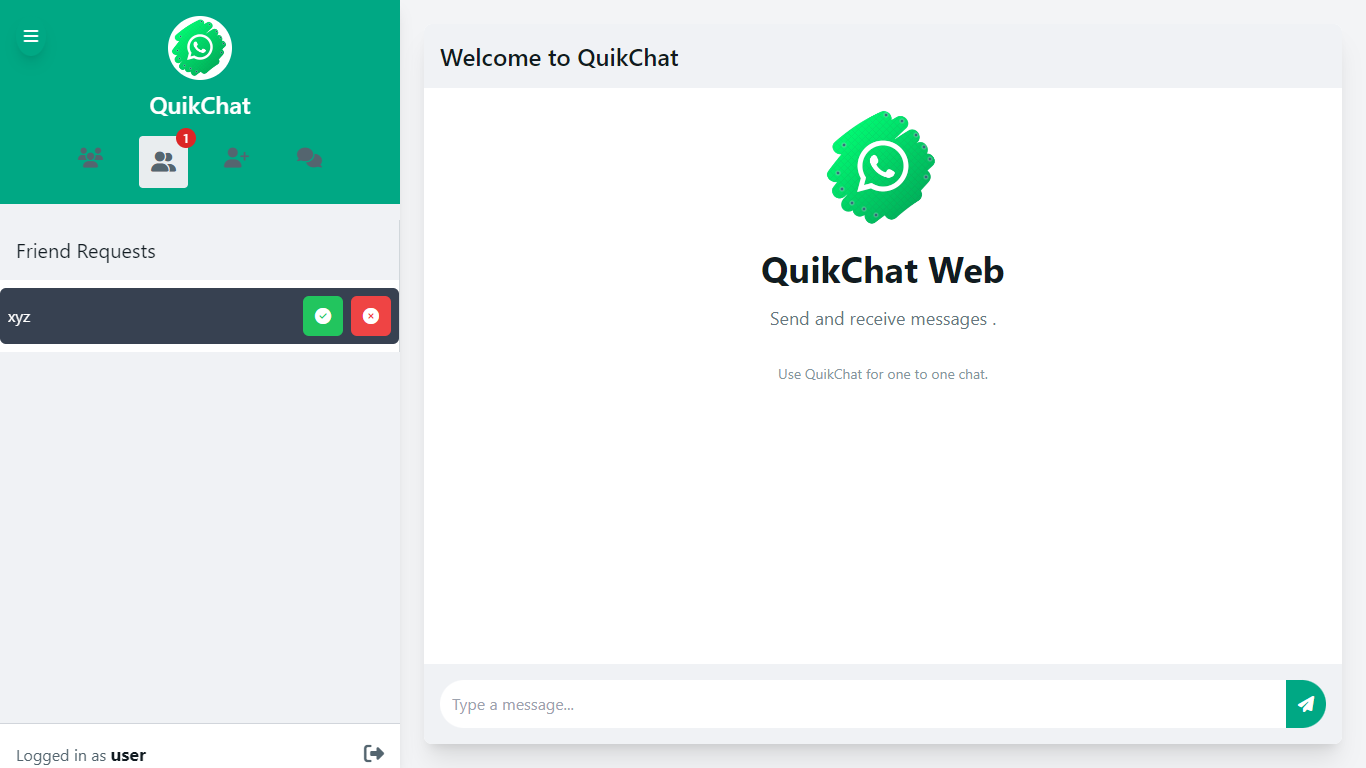 QuikChat
1
Friend Requests
xyz
Logged in as user
Welcome to QuikChat
QuikChat Web
Send and receive messages .
Use QuikChat for one to one chat.
Type a message...